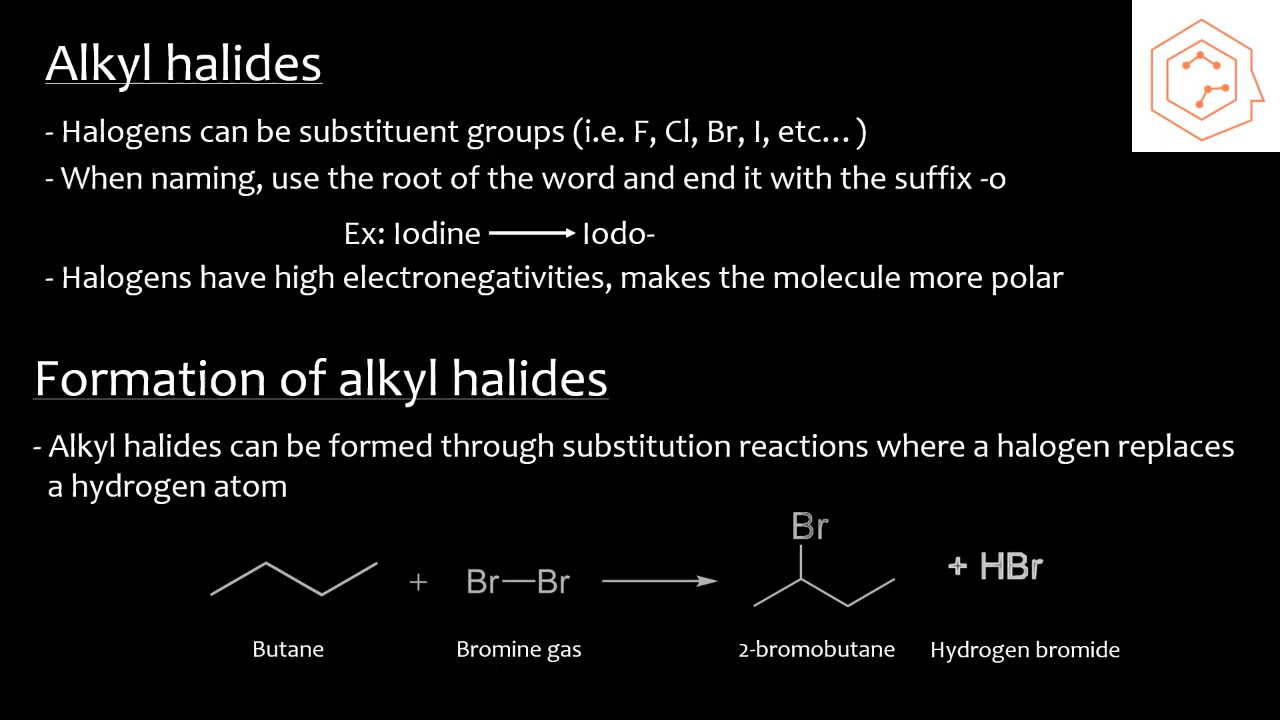 Alkyl halides
- Halogens can be substituent groups (i.e. F, Cl, Br, I, etc...)
- When naming, use the root of the word and end it with the suffix -o
Ex: Iodine Iodo-
- Halogens have high electronegativities, makes the molecule more polar
Formation of alkyl halides
- Alkyl halides can be formed through substitution reactions where a halogen replaces
a hydrogen atom
Br
+ Br—Br + HBr
Butane Bromine gas 2-bromobutane Hydrogen bromide